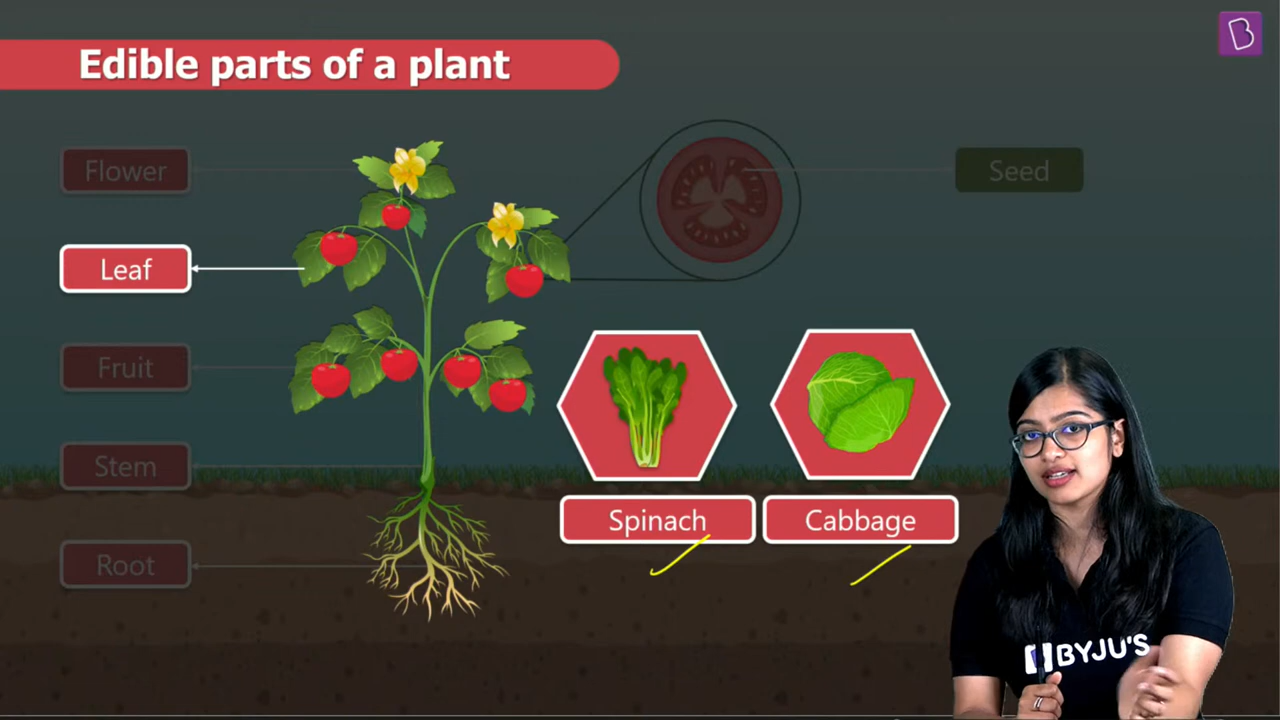 Edible parts of a plant
Flower
Seed
Leaf
Fruit
Stem
Spinach
Cabbage
Root
BYJU'S